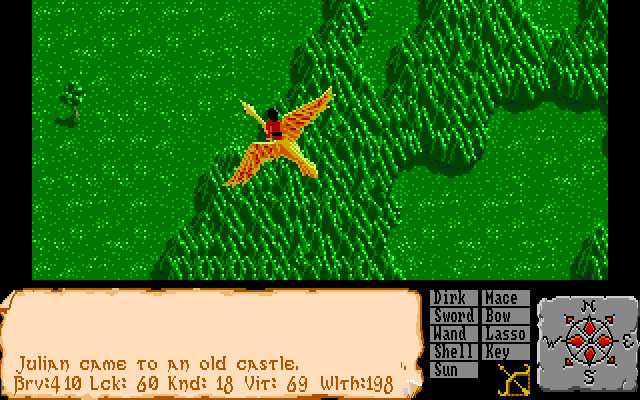 Julian came to an old castle.
Brv:410 Lck: 60 Knd: 18 Vit: 69 Wlth:198
Dirk Mace
Sword Bow
Wand Lasso
Shell Key
Sun
N
W E
S